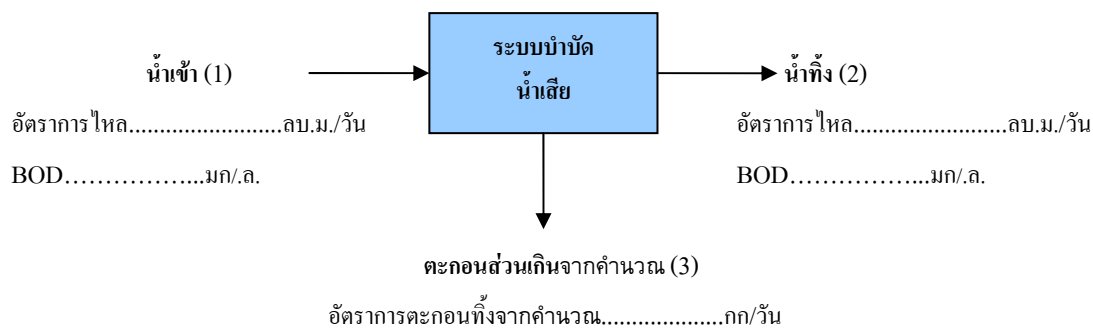 ระบบบำบัด
น้ำเสีย
น้ำเข้า (1)
อัตราการไหล.........................ลบ.ม./วัน
BOD………………..มก/.ล.
น้ำทิ้ง (2)
อัตราการไหล.........................ลบ.ม./วัน
BOD………………..มก/.ล.
ตะกอนส่วนเกินจากคำนวณ (3)
อัตราการตะกอนทิ้งจากคำนวณ....................กก/วัน